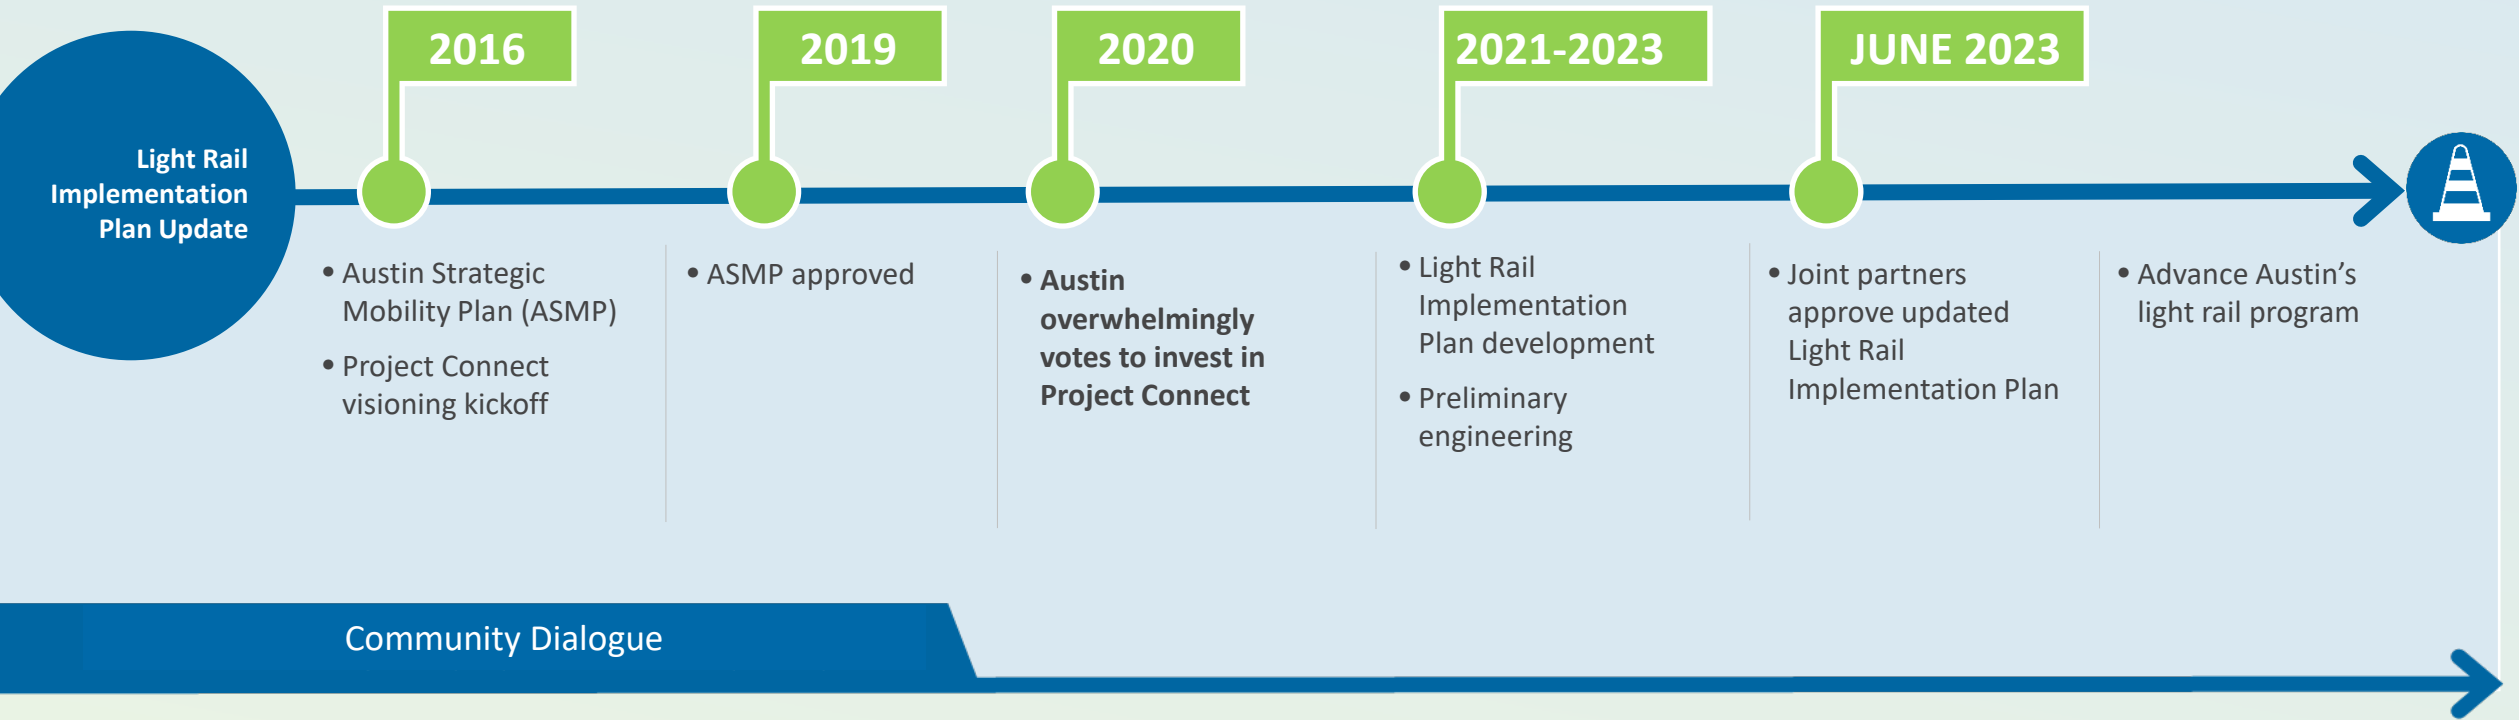 2016
2019
2020
2021-2023
JUNE 2023
Light Rail
Implementation
Plan Update
• Austin Strategic
Mobility Plan (ASMP)
• Project Connect
visioning kickoff
• ASMP approved
• Austin
overwhelmingly
votes to invest in
Project Connect
• Light Rail
Implementation
Plan development
• Preliminary
engineering
• Joint partners
approve updated
Light Rail
Implementation Plan
• Advance Austin’s
light rail program
Community Dialogue